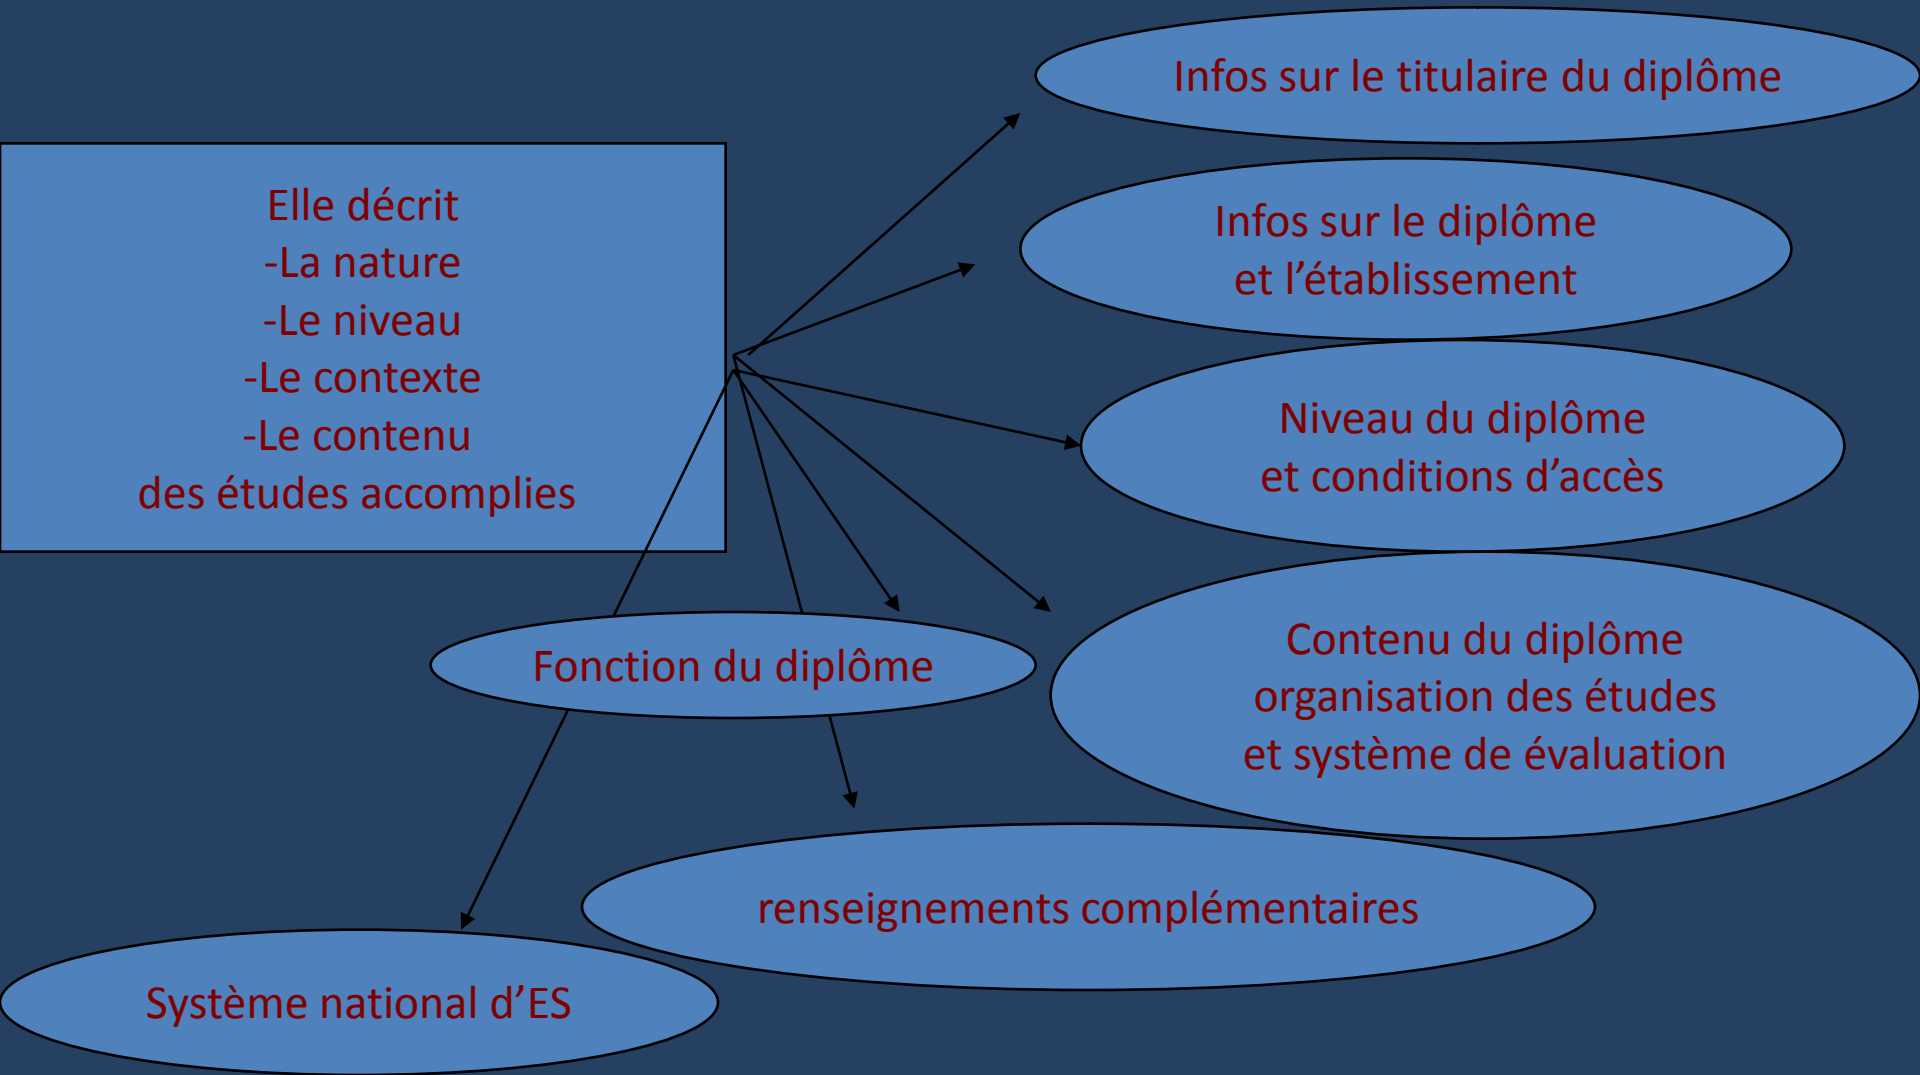 Elle décrit
-La nature
-Le niveau
-Le contexte
-Le contenu
des études accomplies
Infos sur le titulaire du diplôme
Infos sur le diplôme
et l’établissement
Niveau du diplôme
et conditions d’accès
Contenu du diplôme
organisation des études
et système de évaluation
Fonction du diplôme
renseignements complémentaires
Système national d’ES